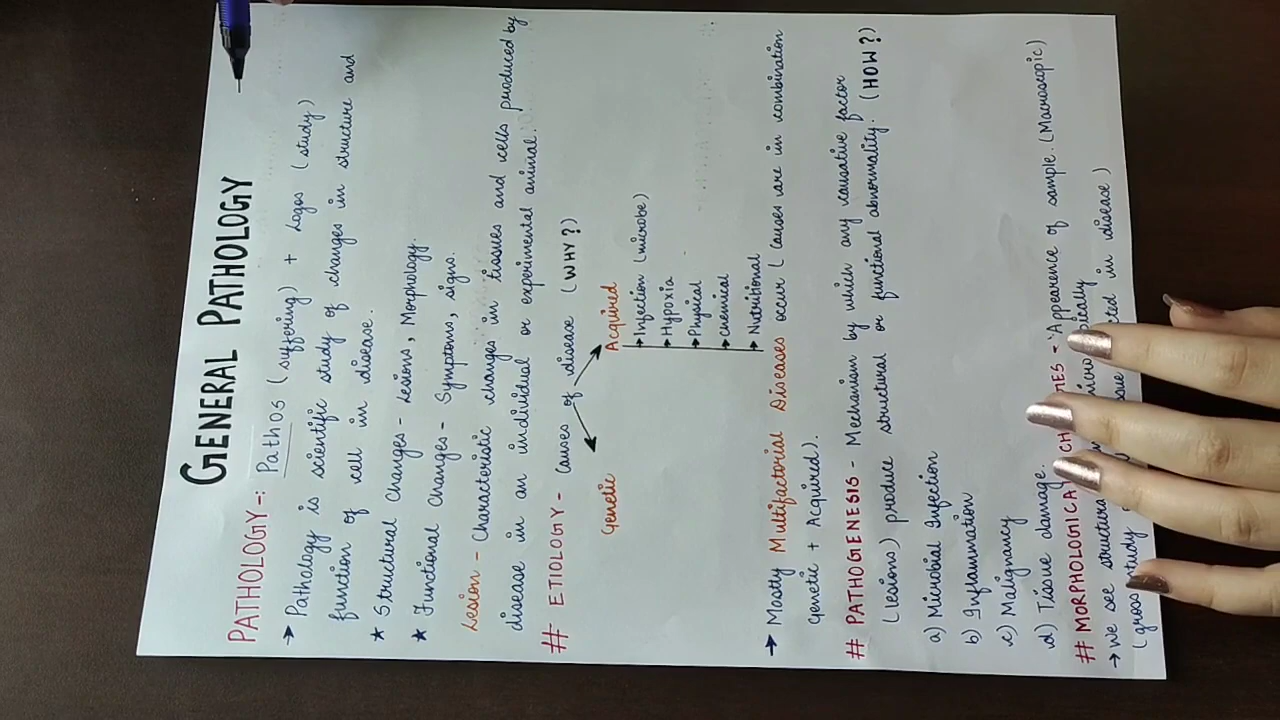 GENERAL PATHOLOGY
PATHOLOGY-: Pathos (suffering) + Logos (study)
→ Pathology is scientific study of changes in structure and
function of cell in disease.
★ Structural Changes - Lesions, Morphology.
★ Functional Changes - Symptoms, signs.
Lesion - Characteristic changes in tissues and cells produced by
disease in an individual or experimental animal.
# ETIOLOGY - Causes of disease (WHY?)
Genetic Acquired
→ Infection (microbe)
→ Hypoxia
→ Physical
→ Chemical
→ Nutritional
→ Mostly Multifactorial Diseases occur (Causes are in combination
Genetic + Acquired).
# PATHOGENESIS - Mechanism by which any causative factor
(Lesions) produce structural or functional abnormality. (HOW?)
a) Microbial Infection
b) Inflammation
c) Malignancy
d) Tissue damage.
# MORPHOLOGICAL CH - Appearence of sample. (Macroscopic)
→ We see structural
(gross study in disease)